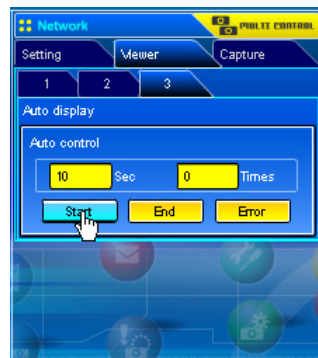 Network
MULTI CONTROL
Setting Viewer Capture
1 2 3
Auto display
Auto control
10 Sec 0 Times
Start End Error